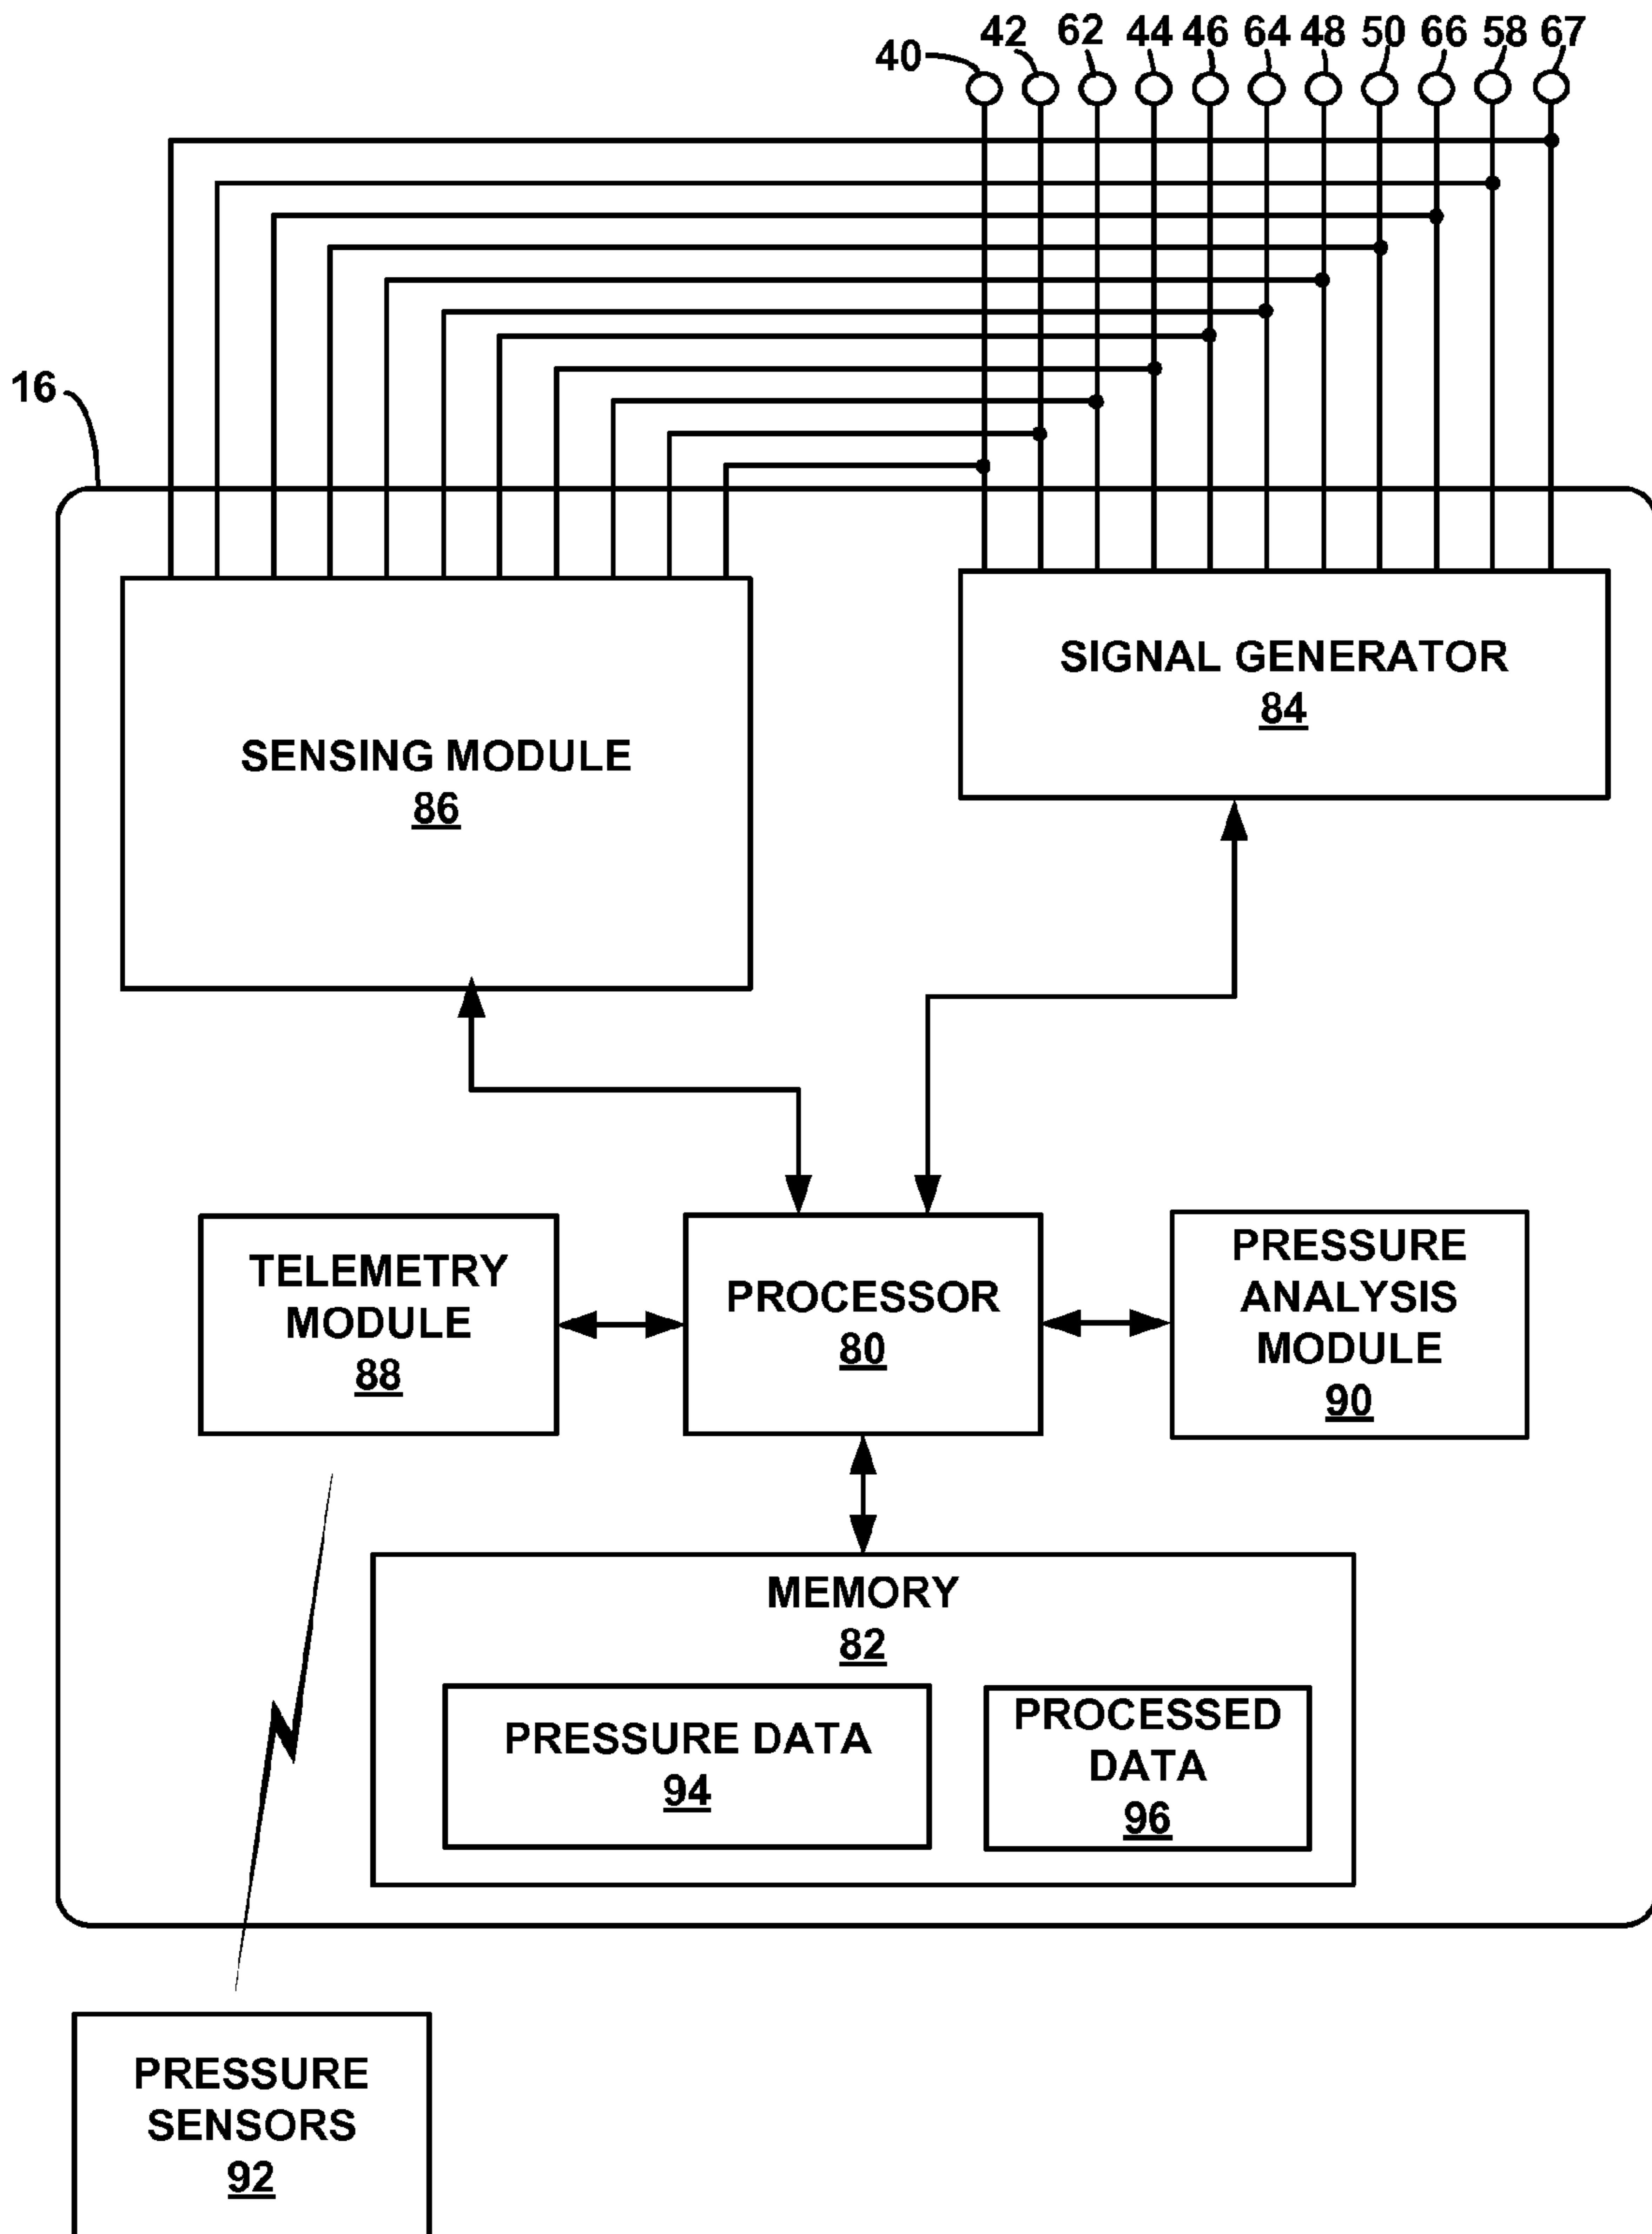 40 42 62 44 46 64 48 50 66 58 67
16
SENSING MODULE
86
SIGNAL GENERATOR
84
TELEMETRY
MODULE
88
PROCESSOR
80
PRESSURE
ANALYSIS
MODULE
90
MEMORY
82
PRESSURE DATA
94
PROCESSED
DATA
96
PRESSURE
SENSORS
92